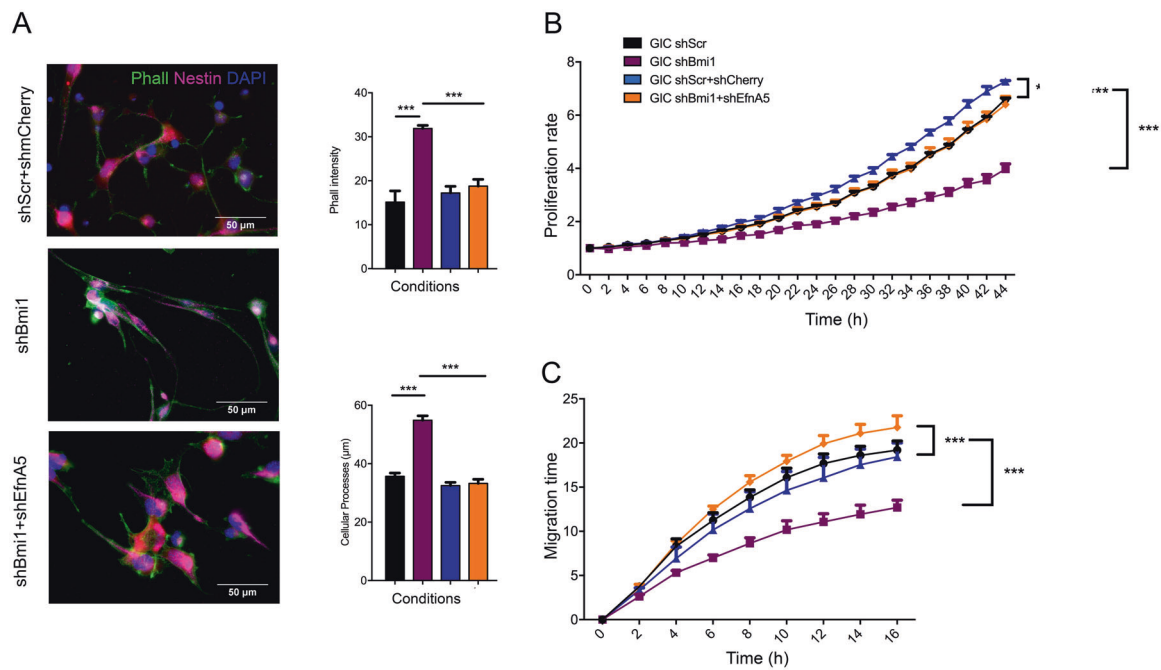 A
Phall Nestin DAPI
shScr+shmCherry
50 µm
shBmi1
50 µm
shBmi1+shEfnA5
50 µm
Phall intensity
40
30
20
10
0
***
***
Conditions
Cellular Processes (µm)
60
40
20
0
***
***
Conditions
B
GIC shScr
GIC shBmi1
GIC shScr+shCherry
GIC shBmi1+shEfnA5
Proliferation rate
8
6
4
2
0
0 2 4 6 8 10 12 14 16 18 20 22 24 26 28 30 32 34 36 38 40 42 44
Time (h)
***
C
Migration time
25
20
15
10
5
0
0 2 4 6 8 10 12 14 16
Time (h)
***
***